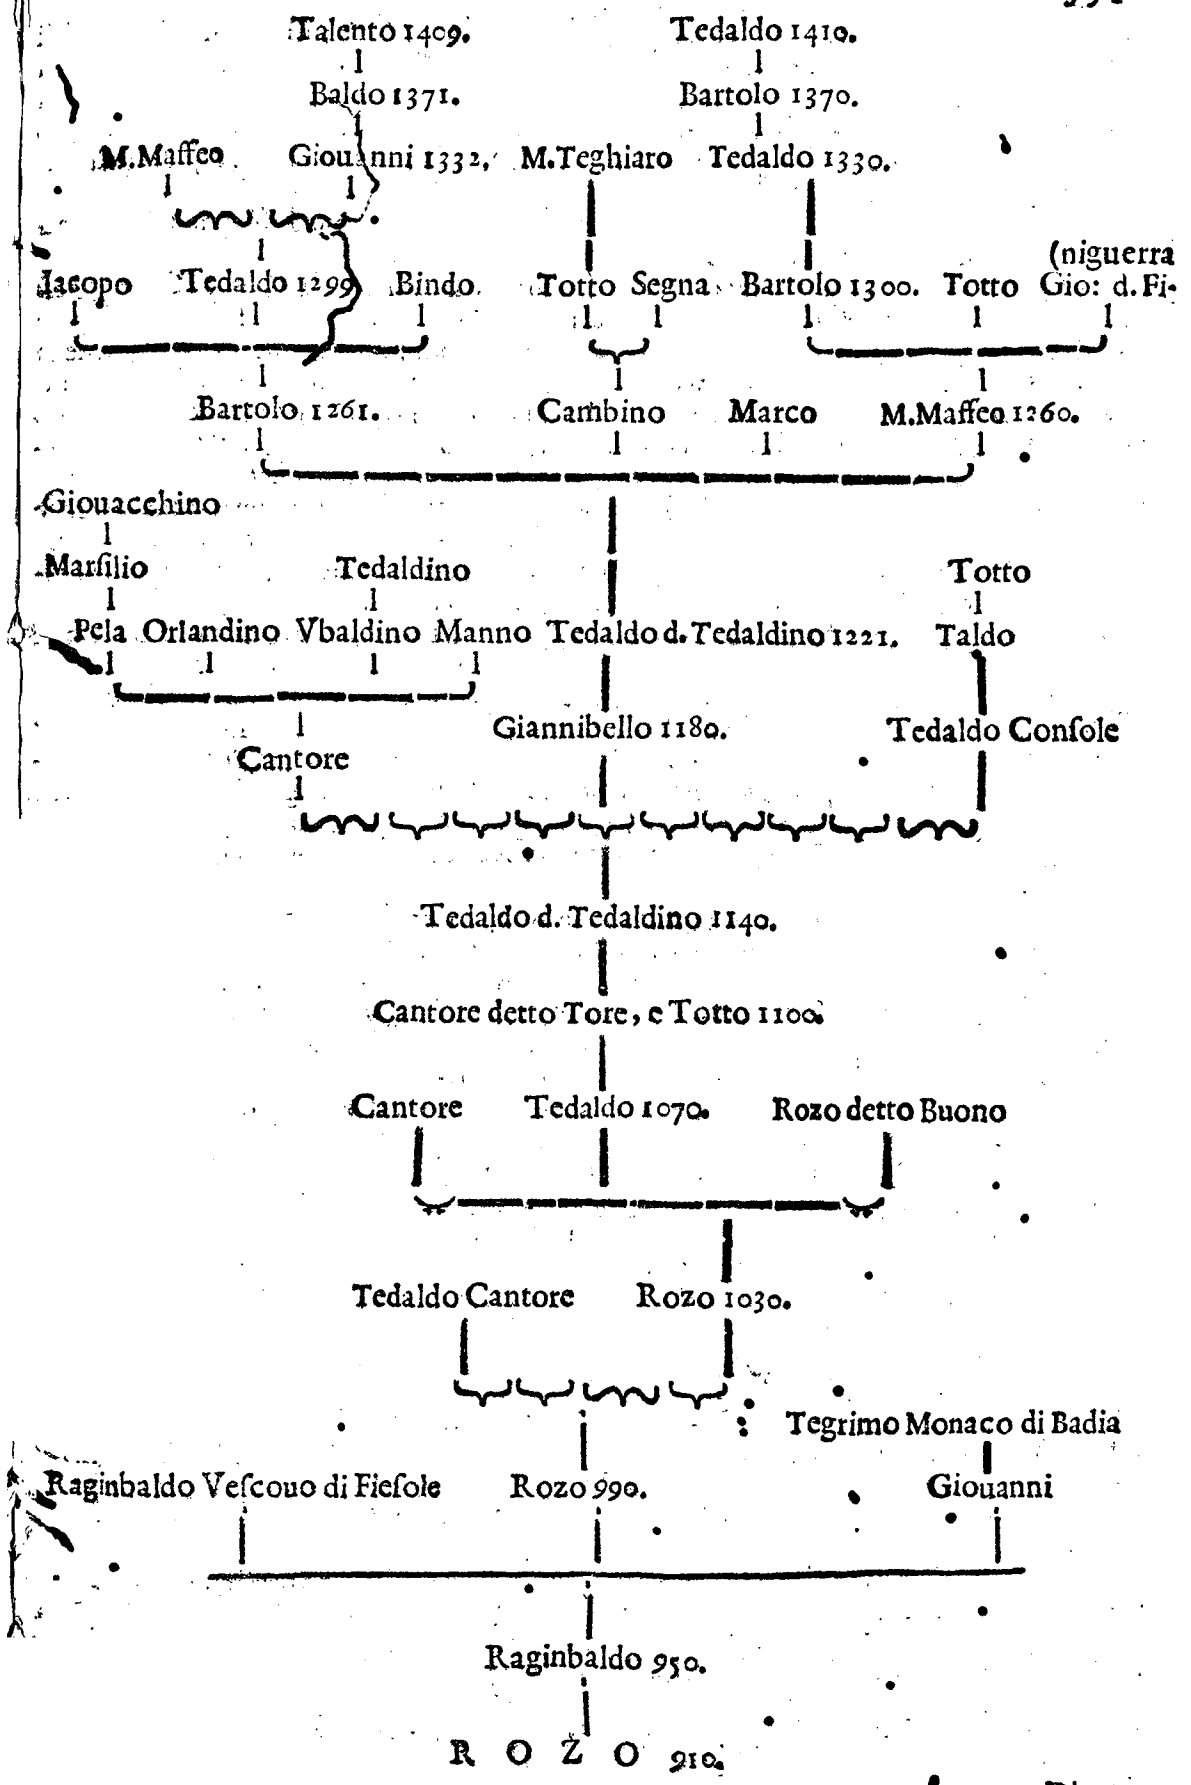 Talento 1409. Tedaldo 1410.
Baldo 1371. Bartolo 1370.
M.Maffeo Giouanni 1332, M.Teghiaro Tedaldo 1330.
(niguerra
Iacopo Tedaldo 1299 Bindo. Totto Segna Bartolo 1300. Totto Gio: d. Fi-
Bartolo 1261. Cambino Marco M.Maffeo 1260.
Giouacchino
Marſilio Tedaldino Totto
Pela Orlandino Vbaldino Manno Tedaldo d. Tedaldino 1221. Taldo
Giannibello 1180. Tedaldo Conſole
Cantore
Tedaldo d. Tedaldino 1140.
Cantore detto Tore, e Totto 1100.
Cantore Tedaldo 1070. Rozo detto Buono
Tedaldo Cantore Rozo 1030.
Tegrimo Monaco di Badia
Raginbaldo Veſcouo di Fieſole Rozo 990. Giouanni
Raginbaldo 950.
ROZO 910.